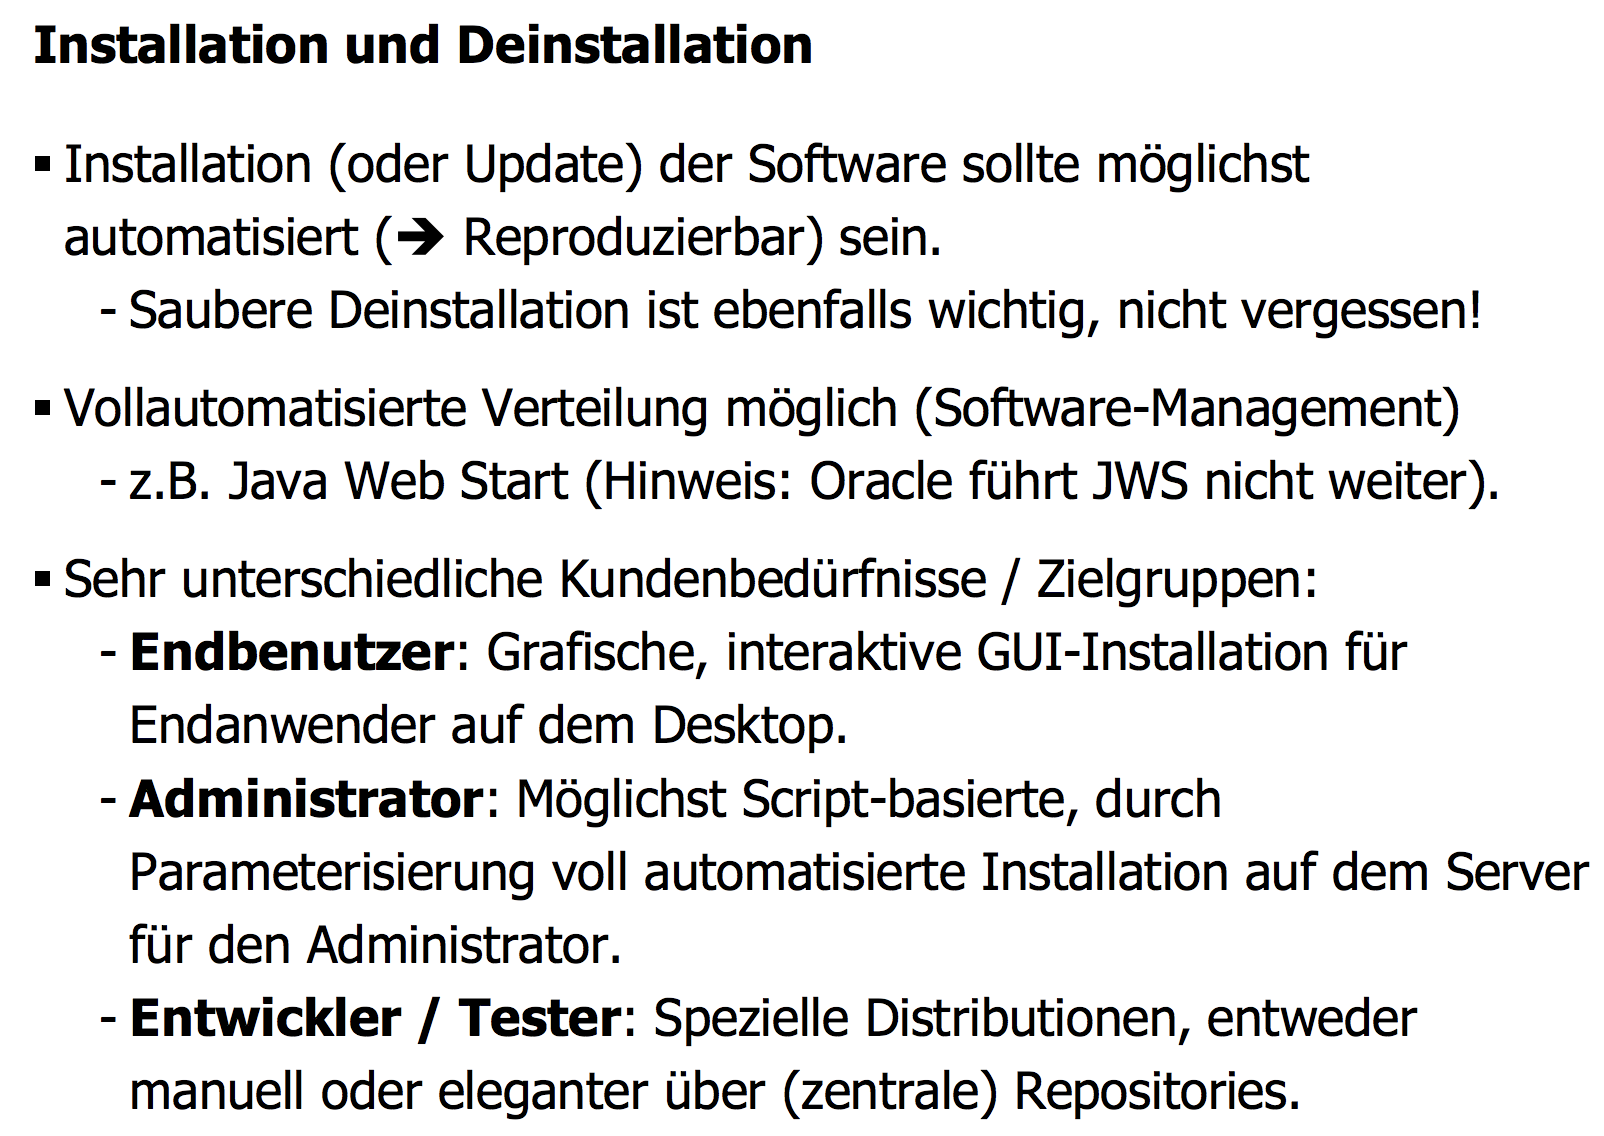 Installation und Deinstallation
▪ Installation (oder Update) der Software sollte möglichst
automatisiert (➔ Reproduzierbar) sein.
- Saubere Deinstallation ist ebenfalls wichtig, nicht vergessen!
▪ Vollautomatisierte Verteilung möglich (Software-Management)
- z.B. Java Web Start (Hinweis: Oracle führt JWS nicht weiter).
▪ Sehr unterschiedliche Kundenbedürfnisse / Zielgruppen:
- Endbenutzer: Grafische, interaktive GUI-Installation für
Endanwender auf dem Desktop.
- Administrator: Möglichst Script-basierte, durch
Parameterisierung voll automatisierte Installation auf dem Server
für den Administrator.
- Entwickler / Tester: Spezielle Distributionen, entweder
manuell oder eleganter über (zentrale) Repositories.